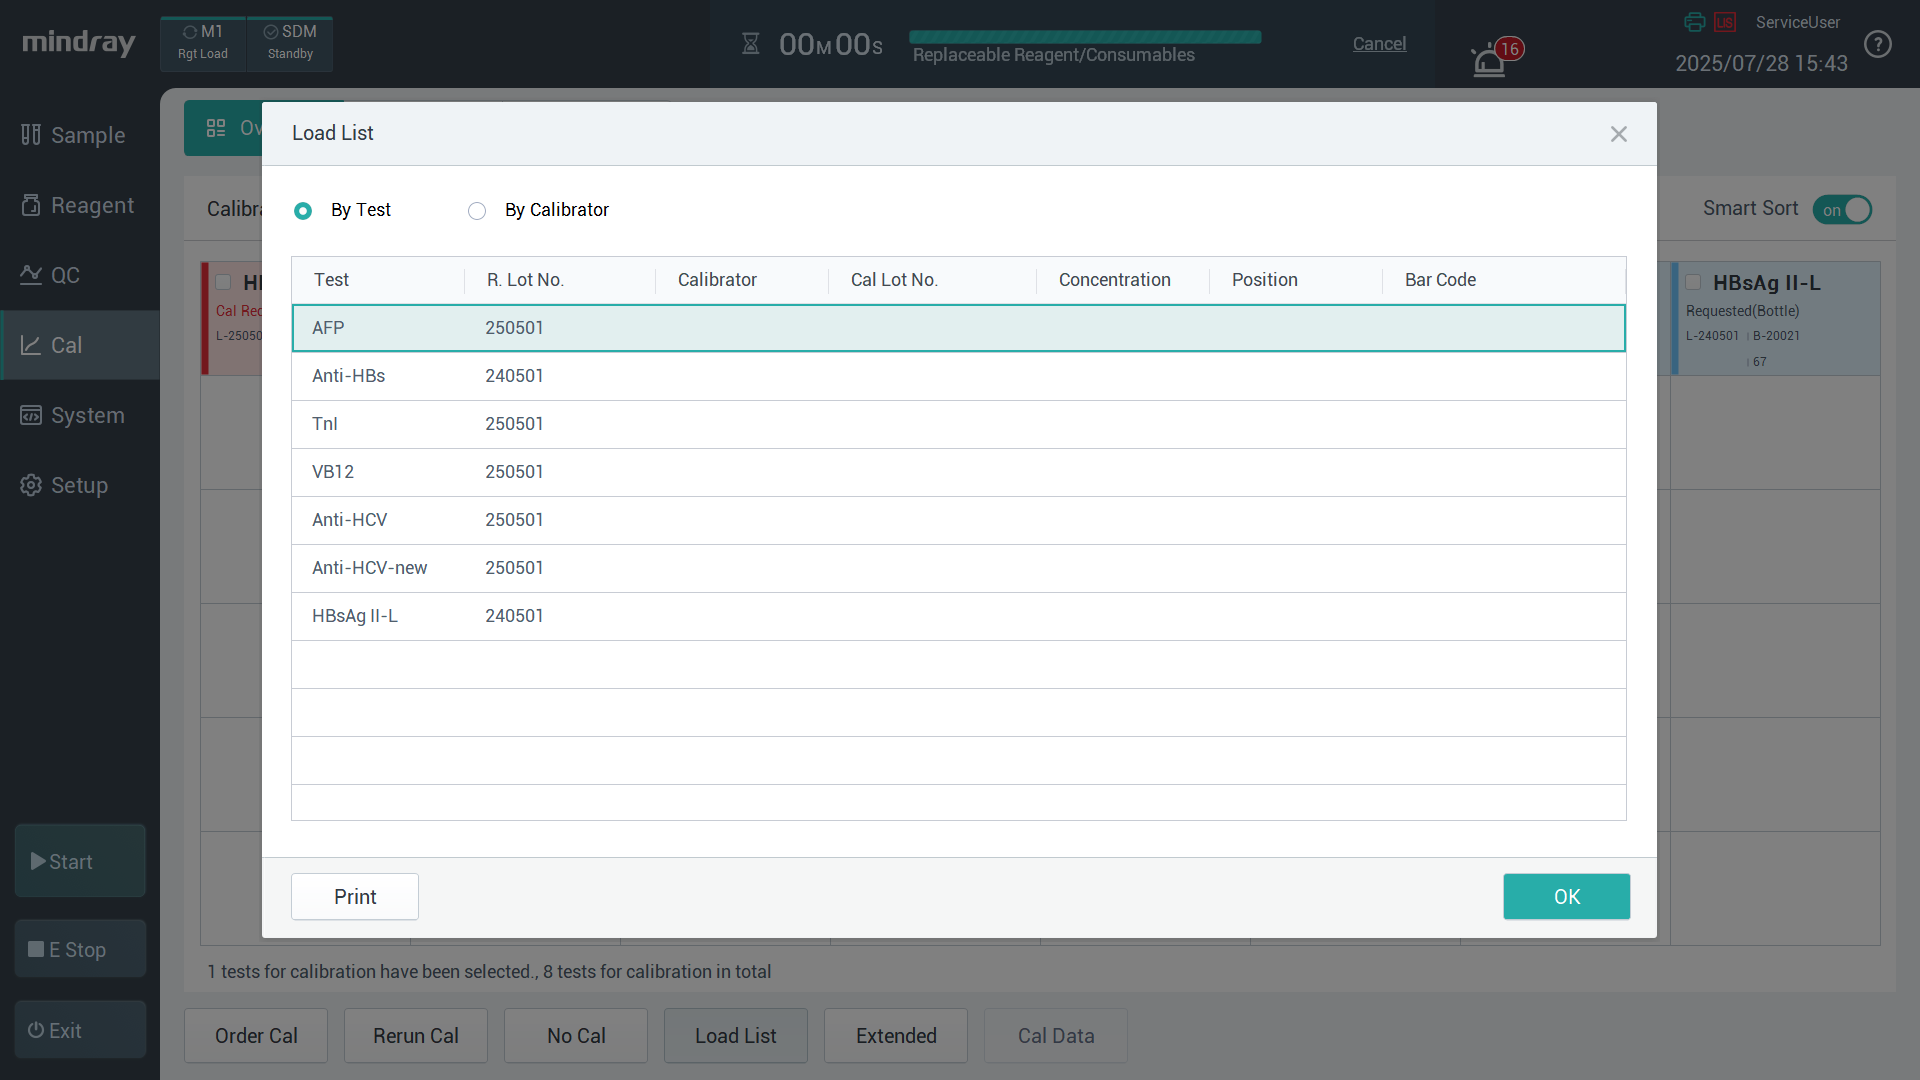 mindray
M1
Rgt Load
SDM
Standby
00M00S
Replaceable Reagent/Consumables
Cancel
16
LIS
ServiceUser
2025/07/28 15:43
?
Sample
Reagent
QC
Cal
System
Setup
Start
E Stop
Exit
Ov
Load List
Calibra
By Test
By Calibrator
Smart Sort
on
Test
R. Lot No.
Calibrator
Cal Lot No.
Concentration
Position
Bar Code
AFP
250501
Anti-HBs
240501
TnI
250501
VB12
250501
Anti-HCV
250501
Anti-HCV-new
250501
HBsAg II-L
240501
Cal Rec
L-25050
HBsAg II-L
Requested(Bottle)
L-240501
B-20021
67
Print
OK
1 tests for calibration have been selected., 8 tests for calibration in total
Order Cal
Rerun Cal
No Cal
Load List
Extended
Cal Data